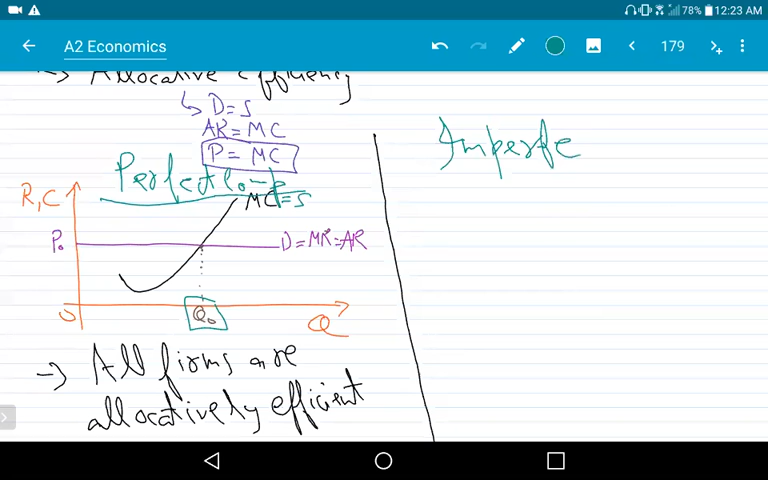 78% 12:23 AM
A2 Economics
179
→ Allocative efficiency
↳ D=S
AR = MC
P = MC
Perfect Comp
R,C
MC=S
P₀
D = MR = AR
O
Q₀
Q
→ All firms are
allocatively efficient
Imperfe